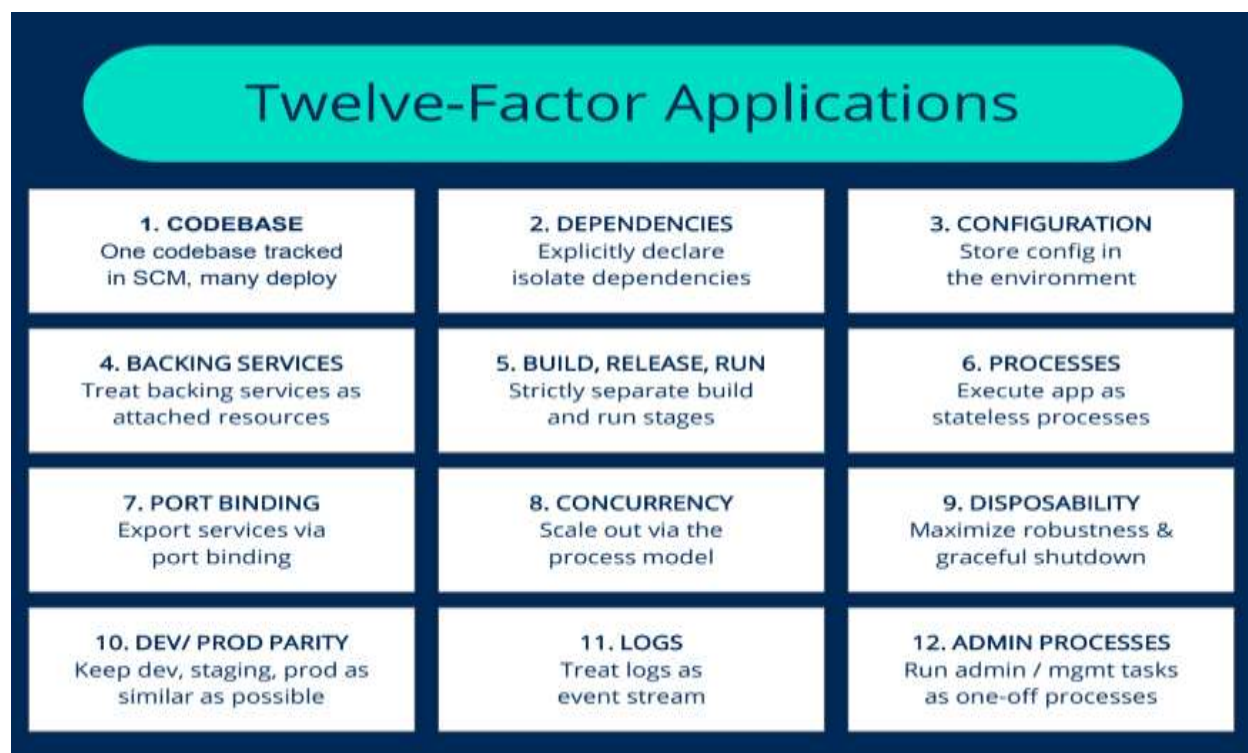 Twelve-Factor Applications
1. CODEBASE
One codebase tracked
in SCM, many deploy
2. DEPENDENCIES
Explicitly declare
isolate dependencies
3. CONFIGURATION
Store config in
the environment
4. BACKING SERVICES
Treat backing services as
attached resources
5. BUILD, RELEASE, RUN
Strictly separate build
and run stages
6. PROCESSES
Execute app as
stateless processes
7. PORT BINDING
Export services via
port binding
8. CONCURRENCY
Scale out via the
process model
9. DISPOSABILITY
Maximize robustness &
graceful shutdown
10. DEV/ PROD PARITY
Keep dev, staging, prod as
similar as possible
11. LOGS
Treat logs as
event stream
12. ADMIN PROCESSES
Run admin / mgmt tasks
as one-off processes